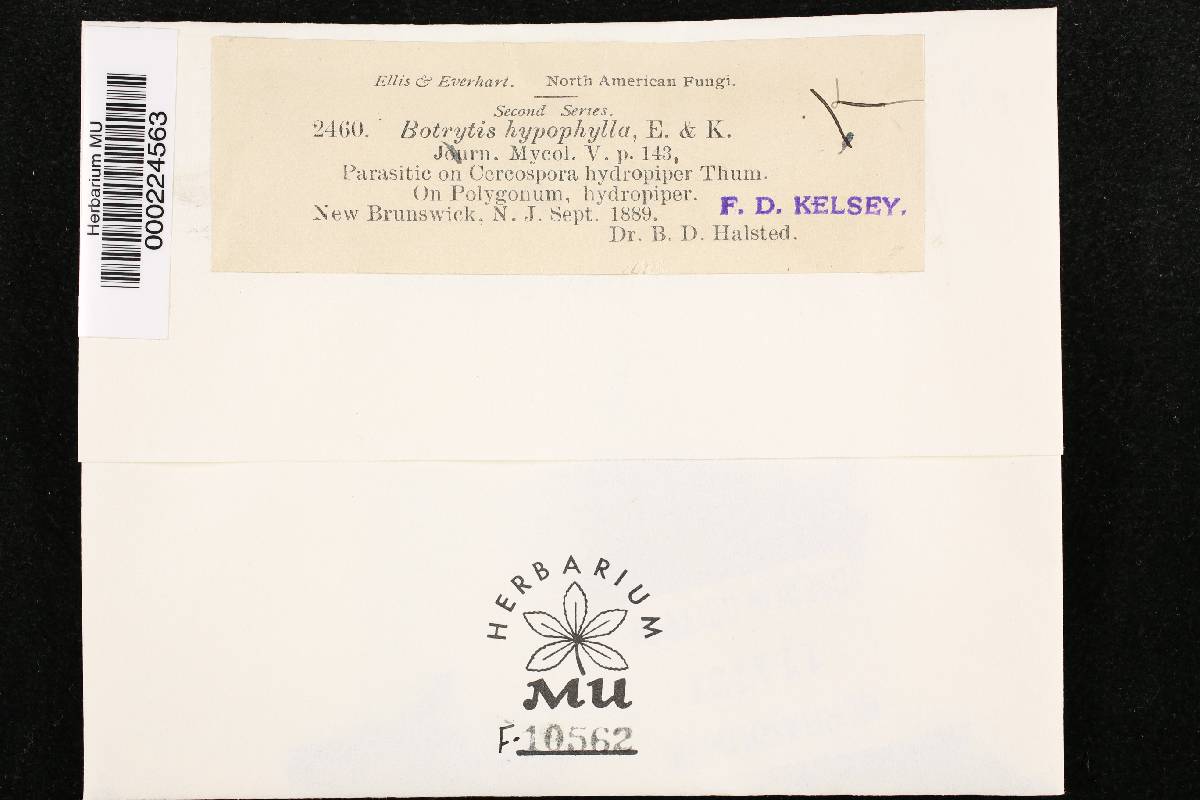 Herbarium MU
000224563
Ellis & Everhart. North American Fungi.
Second Series.
2460. Botrytis hypophylla, E. & K.
Journ. Mycol. V. p. 143,
Parasitic on Cercospora hydropiper Thum.
On Polygonum, hydropiper.
New Brunswick, N. J. Sept. 1889.
F. D. KELSEY.
Dr. B. D. Halsted.
HERBARIUM
MU
F. 10562